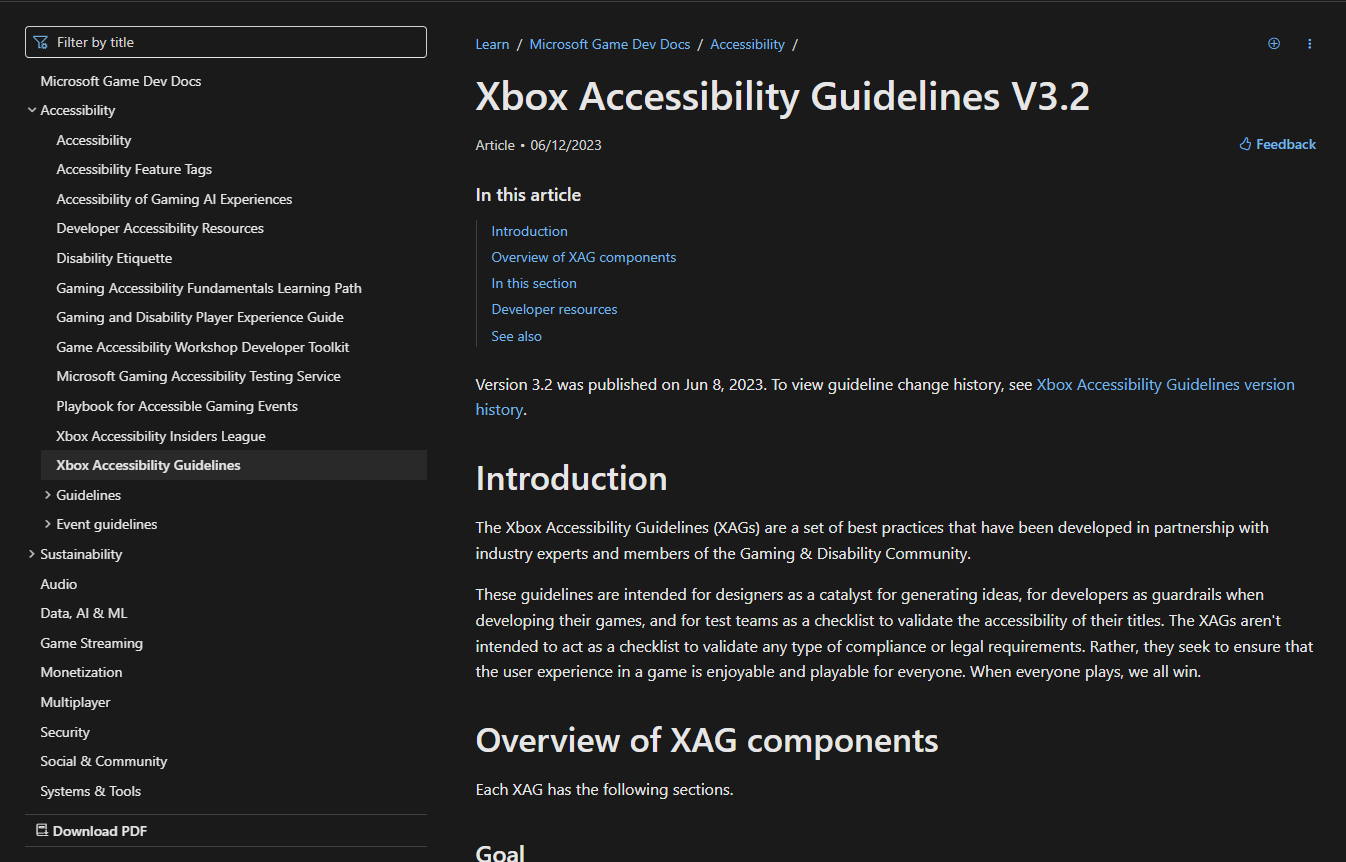 Filter by title
Microsoft Game Dev Docs
Accessibility
Accessibility
Accessibility Feature Tags
Accessibility of Gaming AI Experiences
Developer Accessibility Resources
Disability Etiquette
Gaming Accessibility Fundamentals Learning Path
Gaming and Disability Player Experience Guide
Game Accessibility Workshop Developer Toolkit
Microsoft Gaming Accessibility Testing Service
Playbook for Accessible Gaming Events
Xbox Accessibility Insiders League
Xbox Accessibility Guidelines
Guidelines
Event guidelines
Sustainability
Audio
Data, AI & ML
Game Streaming
Monetization
Multiplayer
Security
Social & Community
Systems & Tools
Download PDF
Learn / Microsoft Game Dev Docs / Accessibility /
Xbox Accessibility Guidelines V3.2
Article • 06/12/2023
Feedback
In this article
Introduction
Overview of XAG components
In this section
Developer resources
See also
Version 3.2 was published on Jun 8, 2023. To view guideline change history, see Xbox Accessibility Guidelines version
history.
Introduction
The Xbox Accessibility Guidelines (XAGs) are a set of best practices that have been developed in partnership with
industry experts and members of the Gaming & Disability Community.
These guidelines are intended for designers as a catalyst for generating ideas, for developers as guardrails when
developing their games, and for test teams as a checklist to validate the accessibility of their titles. The XAGs aren't
intended to act as a checklist to validate any type of compliance or legal requirements. Rather, they seek to ensure that
the user experience in a game is enjoyable and playable for everyone. When everyone plays, we all win.
Overview of XAG components
Each XAG has the following sections.
Goal